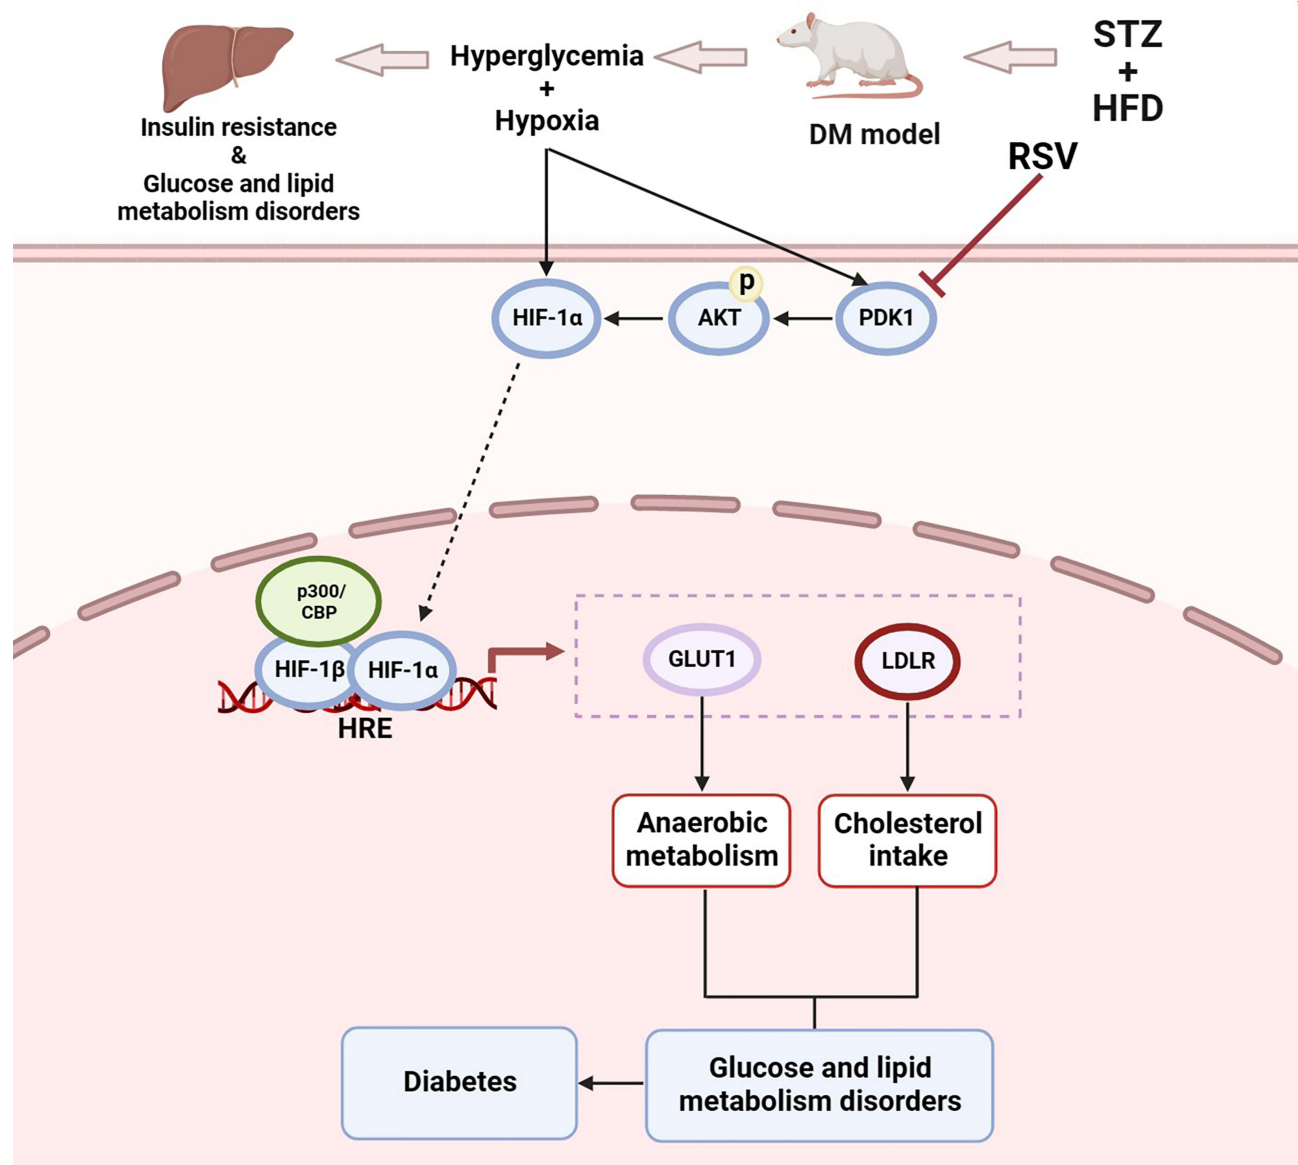 STZ
+
HFD
RSV
DM model
Hyperglycemia
+
Hypoxia
Insulin resistance
&
Glucose and lipid
metabolism disorders
HIF-1α
AKT
p
PDK1
p300/
CBP
HIF-1β
HIF-1α
HRE
GLUT1
LDLR
Anaerobic
metabolism
Cholesterol
intake
Diabetes
Glucose and lipid
metabolism disorders